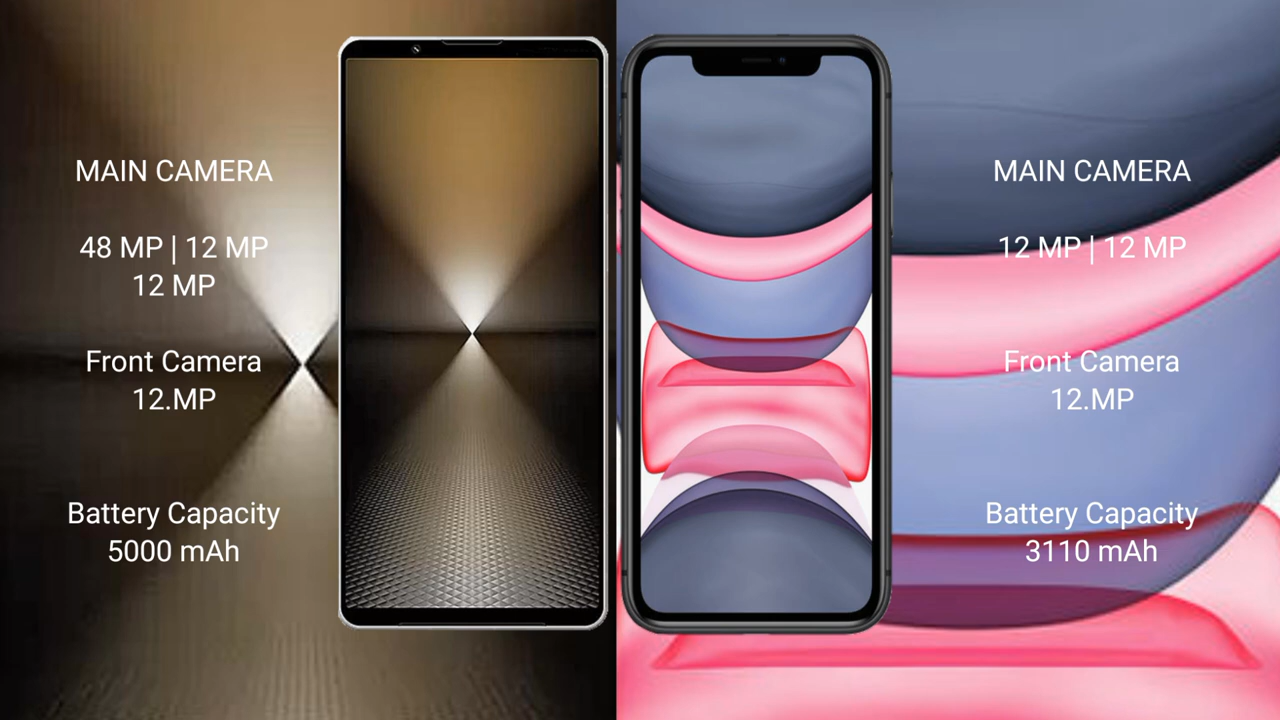 MAIN CAMERA
48 MP | 12 MP
12 MP
Front Camera
12.MP
Battery Capacity
5000 mAh
MAIN CAMERA
12 MP | 12 MP
Front Camera
12.MP
Battery Capacity
3110 mAh